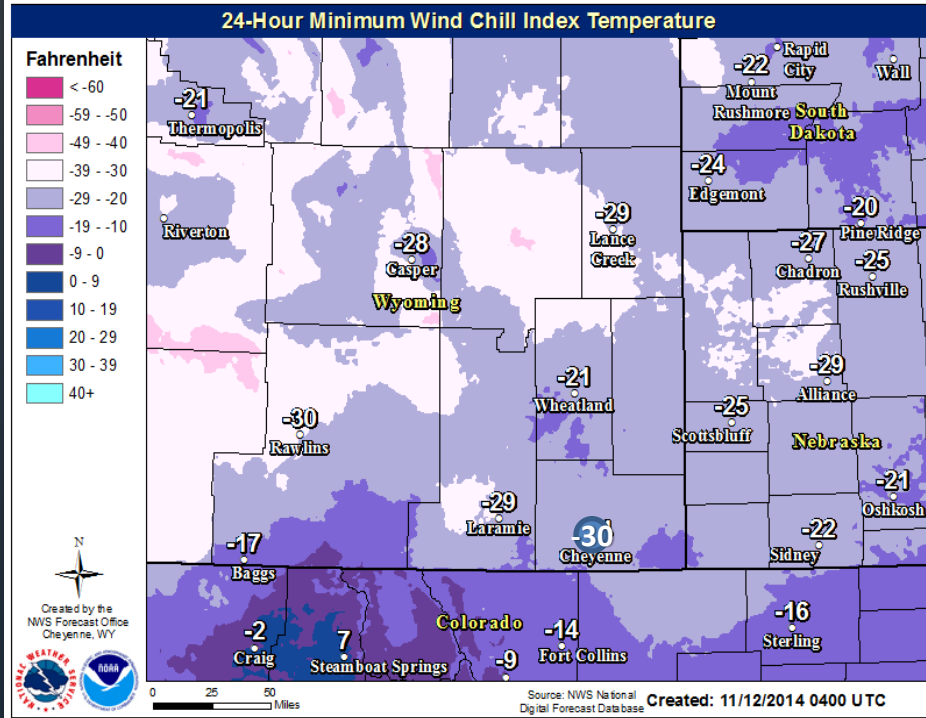 24-Hour Minimum Wind Chill Index Temperature
Fahrenheit
< -60
-59 - -50
-49 - -40
-39 - -30
-29 - -20
-19 - -10
-9 - 0
0 - 9
10 - 19
20 - 29
30 - 39
40+
-21
Thermopolis
Riverton
-28
Casper
Wyoming
-29
Lance
Creek
Rapid
City
Wall
-22
Mount
Rushmore
South
Dakota
-24
Edgemont
-20
Pine Ridge
-27
Chadron
-25
Rushville
-29
Alliance
-21
Wheatland
-25
Scottsbluff
Nebraska
-30
Rawlins
-29
Laramie
-30
Cheyenne
-21
Oshkosh
-22
Sidney
-17
Baggs
-2
Craig
7
Steamboat Springs
Colorado
-9
-14
Fort Collins
-16
Sterling
N
Created by the
NWS Forecast Office
Cheyenne, WY
NATIONAL WEATHER SERVICE
NOAA
0 25 50
Miles
Source: NWS National
Digital Forecast Database
Created: 11/12/2014 0400 UTC